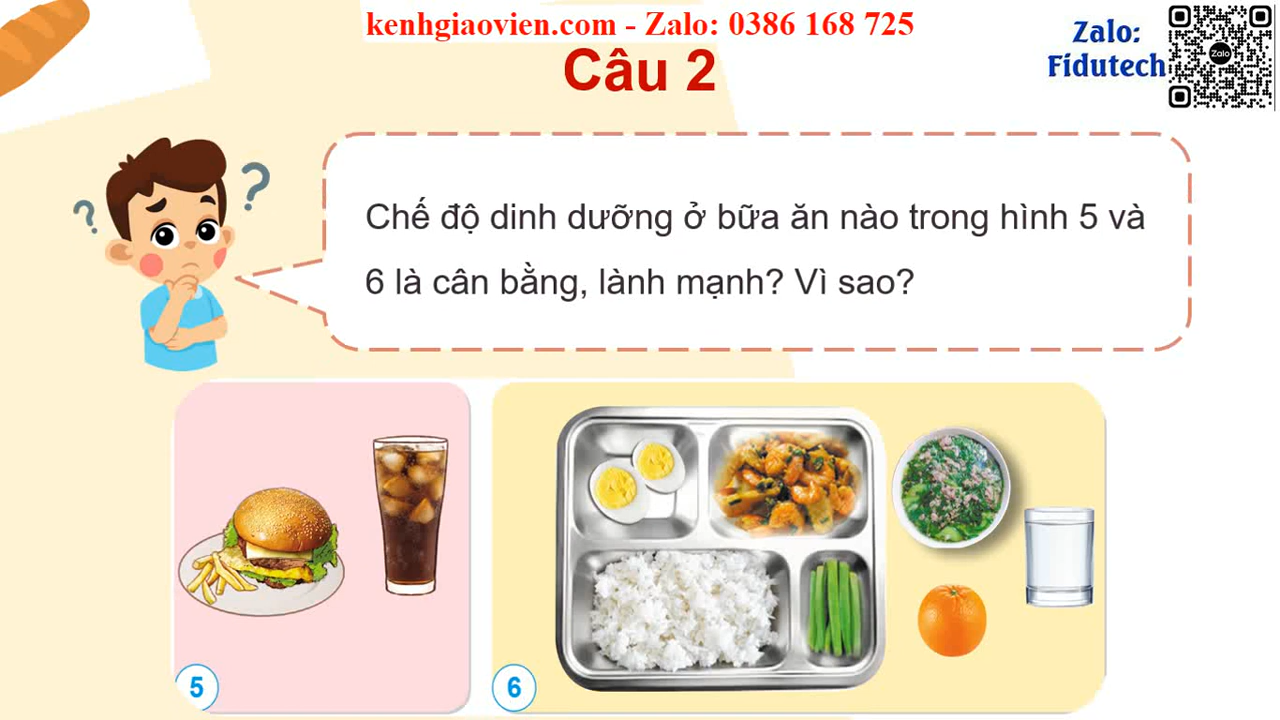 kenhgiaovien.com - Zalo: 0386 168 725
Zalo:
Fidutech
Zalo
Câu 2
?
?
Chế độ dinh dưỡng ở bữa ăn nào trong hình 5 và
6 là cân bằng, lành mạnh? Vì sao?
5
6